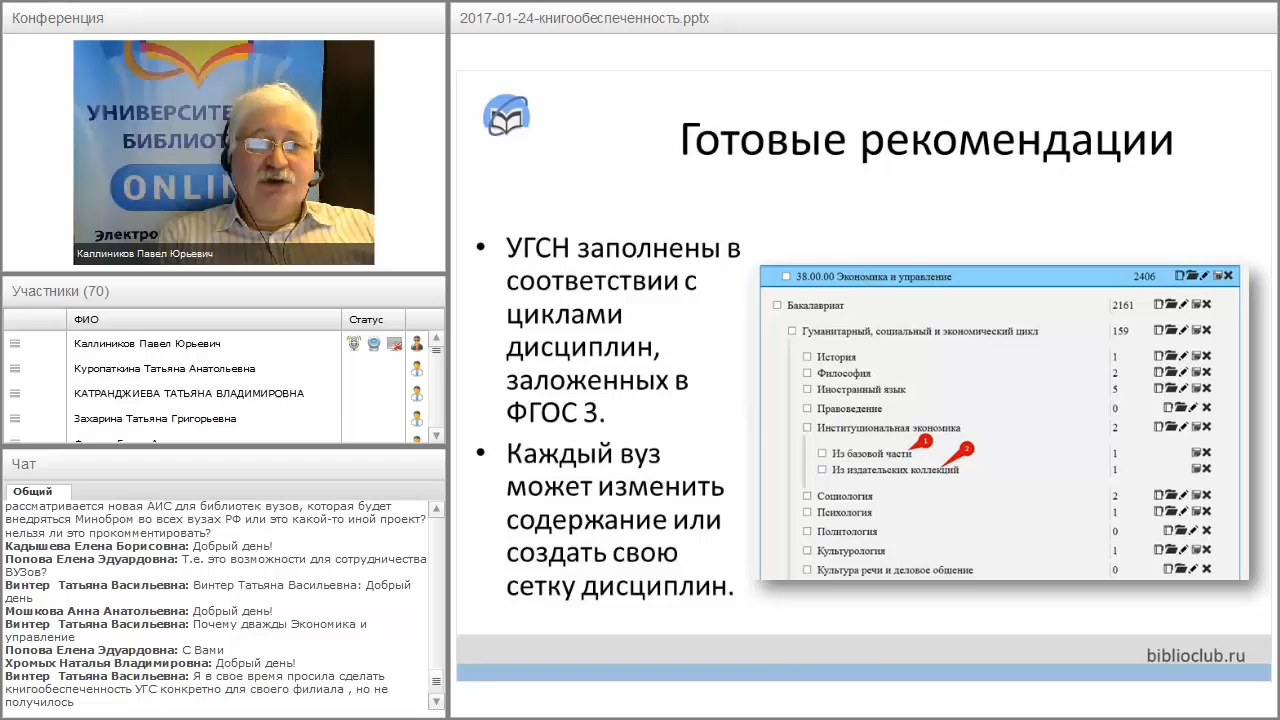 Конференция
УНИВЕРСИТЕ
БИБЛИОТ
ONLIN
Электро
Каллиников Павел Юрьевич
Участники (70)
ФИО Статус
Каллиников Павел Юрьевич
Куропаткина Татьяна Анатольевна
КАТРАНДЖИЕВА ТАТЬЯНА ВЛАДИМИРОВНА
Захарина Татьяна Григорьевна
Чат
Общий
рассматривается новая АИС для библиотек вузов, которая будет
внедряться Минобром во всех вузах РФ или это какой-то иной проект?
нельзя ли это прокомментировать?
Кадышева Елена Борисовна: Добрый день!
Попова Елена Эдуардовна: Т.е. это возможности для сотрудничества
ВУЗов?
Винтер Татьяна Васильевна: Винтер Татьяна Васильевна: Добрый
день
Мошкова Анна Анатольевна: Добрый день!
Винтер Татьяна Васильевна: Почему дважды Экономика и
управление
Попова Елена Эдуардовна: С Вами
Хромых Наталья Владимировна: Добрый день!
Винтер Татьяна Васильевна: Я в свое время просила сделать
книгообеспеченность УГС конкретно для своего филиала , но не
получилось
2017-01-24-книгообеспеченность.pptx
Готовые рекомендации
• УГСН заполнены в
соответствии с
циклами
дисциплин,
заложенных в
ФГОС 3.
• Каждый вуз
может изменить
содержание или
создать свою
сетку дисциплин.
38.00.00 Экономика и управление 2406
Бакалавриат 2161
Гуманитарный, социальный и экономический цикл 159
История 1
Философия 2
Иностранный язык 5
Правоведение 0
Институциональная экономика 2
1
Из базовой части 1
2
Из издательских коллекций 1
Социология 2
Психология 1
Политология 0
Культурология 1
Культура речи и деловое общение 0
biblioclub.ru